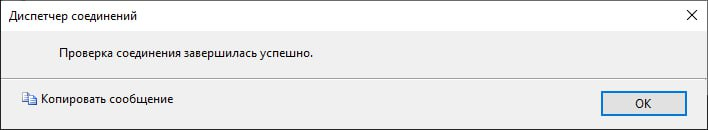 Диспетчер соединений
Проверка соединения завершилась успешно.
Копировать сообщение
OK